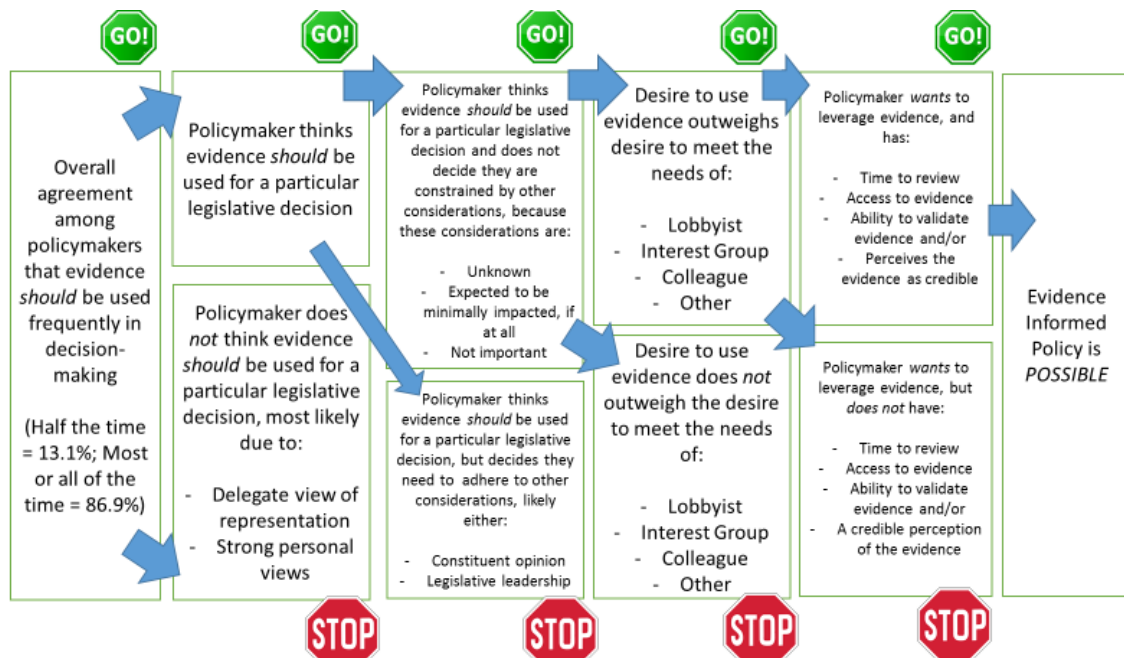 GO!
GO!
GO!
GO!
GO!
Overall
agreement
among
policymakers
that evidence
should be used
frequently in
decision-
making
(Half the time
= 13.1%; Most
or all of the
time = 86.9%)
Policymaker thinks
evidence should be
used for a particular
legislative decision
Policymaker does
not think evidence
should be used for a
particular legislative
decision, most likely
due to:
- Delegate view of
representation
- Strong personal
views
STOP
Policymaker thinks
evidence should be used
for a particular legislative
decision and does not
decide they are
constrained by other
considerations, because
these considerations are:
- Unknown
- Expected to be
minimally impacted, if
at all
- Not important
Policymaker thinks
evidence should be used
for a particular legislative
decision, but decides they
need to adhere to other
considerations, likely
either:
- Constituent opinion
- Legislative leadership
STOP
Desire to use
evidence outweighs
desire to meet the
needs of:
- Lobbyist
- Interest Group
- Colleague
- Other
Desire to use
evidence does not
outweigh the desire
to meet the needs
of:
- Lobbyist
- Interest Group
- Colleague
- Other
STOP
Policymaker wants to
leverage evidence, and
has:
- Time to review
- Access to evidence
- Ability to validate
evidence and/or
- Perceives the
evidence as credible
Policymaker wants to
leverage evidence, but
does not have:
- Time to review
- Access to evidence
- Ability to validate
evidence and/or
- A credible perception
of the evidence
STOP
Evidence
Informed
Policy is
POSSIBLE